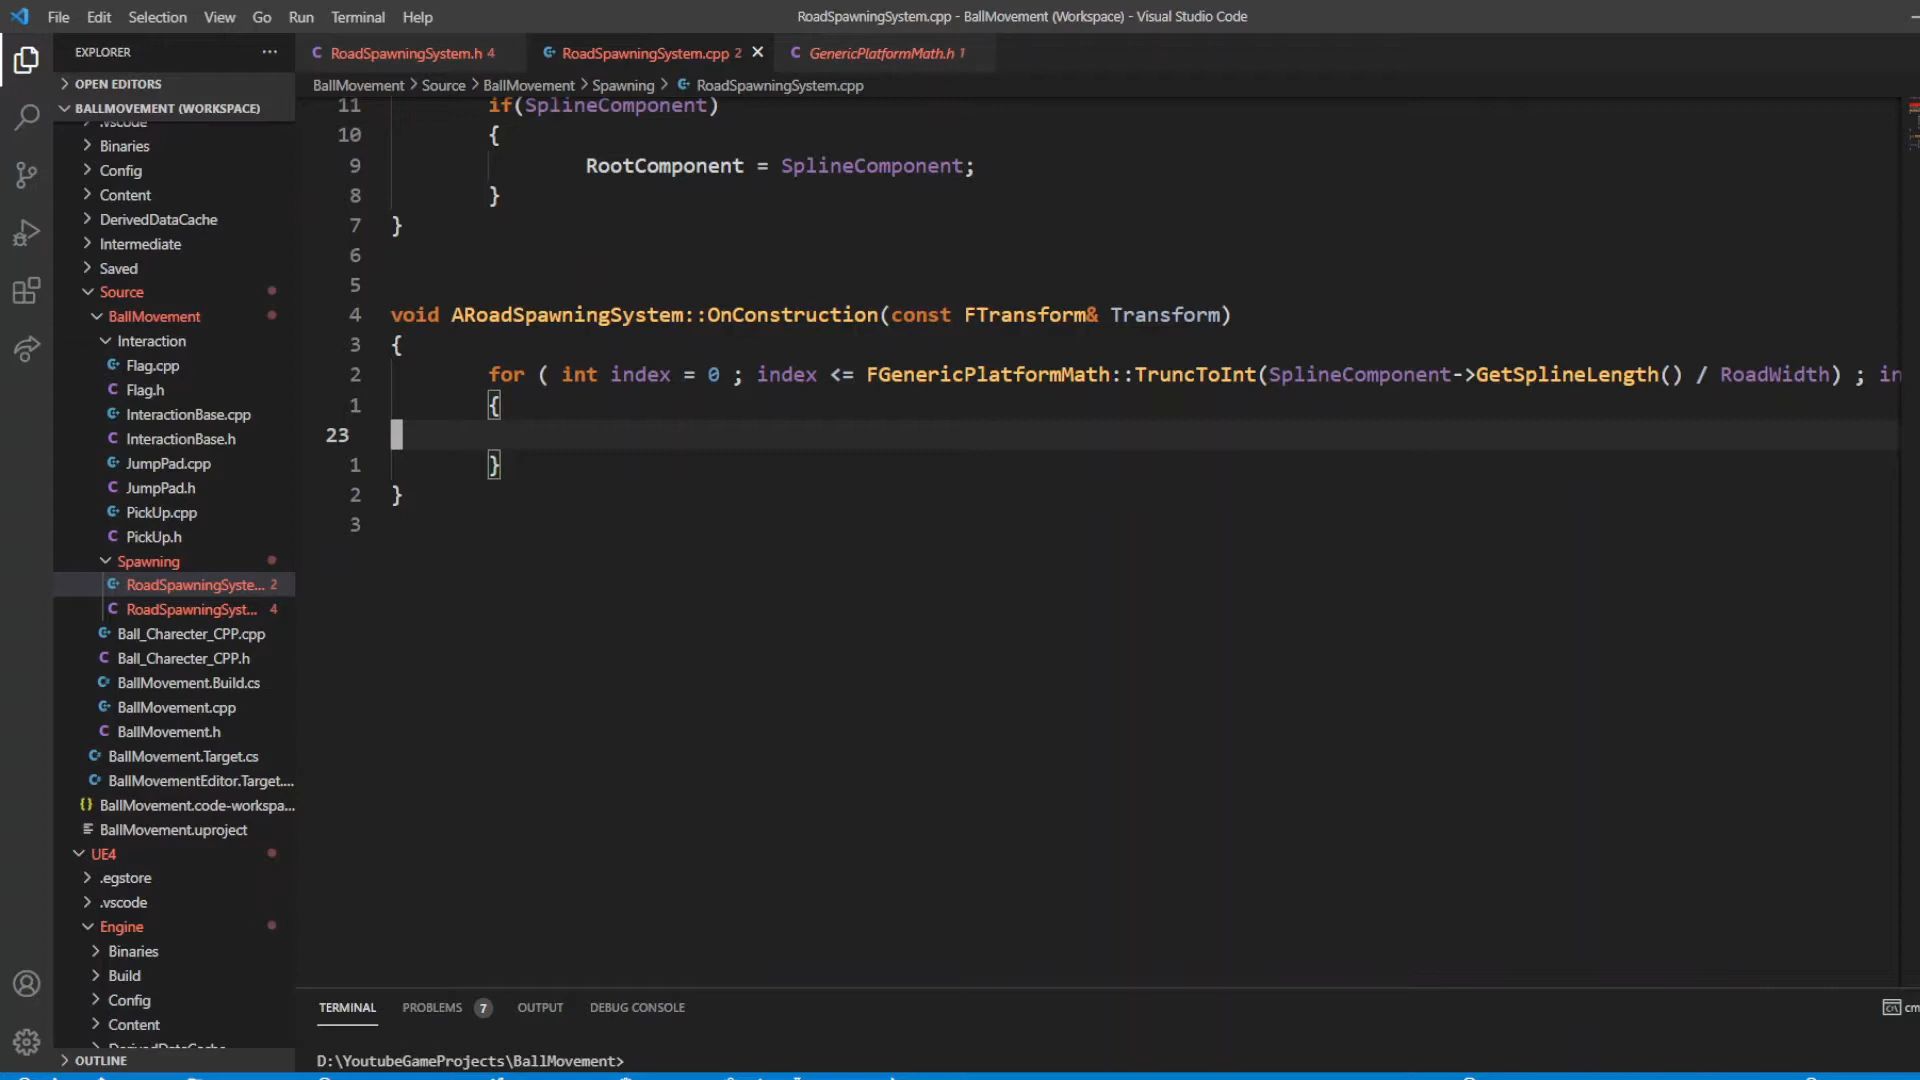 File Edit Selection View Go Run Terminal Help
RoadSpawningSystem.cpp - BallMovement (Workspace) - Visual Studio Code
EXPLORER ...
OPEN EDITORS
BALLMOVEMENT (WORKSPACE)
.vscode
Binaries
Config
Content
DerivedDataCache
Intermediate
Saved
Source
BallMovement
Interaction
Flag.cpp
Flag.h
InteractionBase.cpp
InteractionBase.h
JumpPad.cpp
JumpPad.h
PickUp.cpp
PickUp.h
Spawning
RoadSpawningSyste... 2
RoadSpawningSyst... 4
Ball_Charecter_CPP.cpp
Ball_Charecter_CPP.h
BallMovement.Build.cs
BallMovement.cpp
BallMovement.h
BallMovement.Target.cs
BallMovementEditor.Target....
BallMovement.code-workspa...
BallMovement.uproject
UE4
.egstore
.vscode
Engine
Binaries
Build
Config
Content
DerivedDataCache
OUTLINE
RoadSpawningSystem.h 4
RoadSpawningSystem.cpp 2
GenericPlatformMath.h 1
BallMovement > Source > BallMovement > Spawning > RoadSpawningSystem.cpp
11 if(SplineComponent)
10 {
9 RootComponent = SplineComponent;
8 }
7 }
6
5
4 void ARoadSpawningSystem::OnConstruction(const FTransform& Transform)
3 {
2 for ( int index = 0 ; index <= FGenericPlatformMath::TruncToInt(SplineComponent->GetSplineLength() / RoadWidth) ; in
1 {
23
1 }
2 }
3
TERMINAL PROBLEMS 7 OUTPUT DEBUG CONSOLE
cm
D:\YoutubeGameProjects\BallMovement>